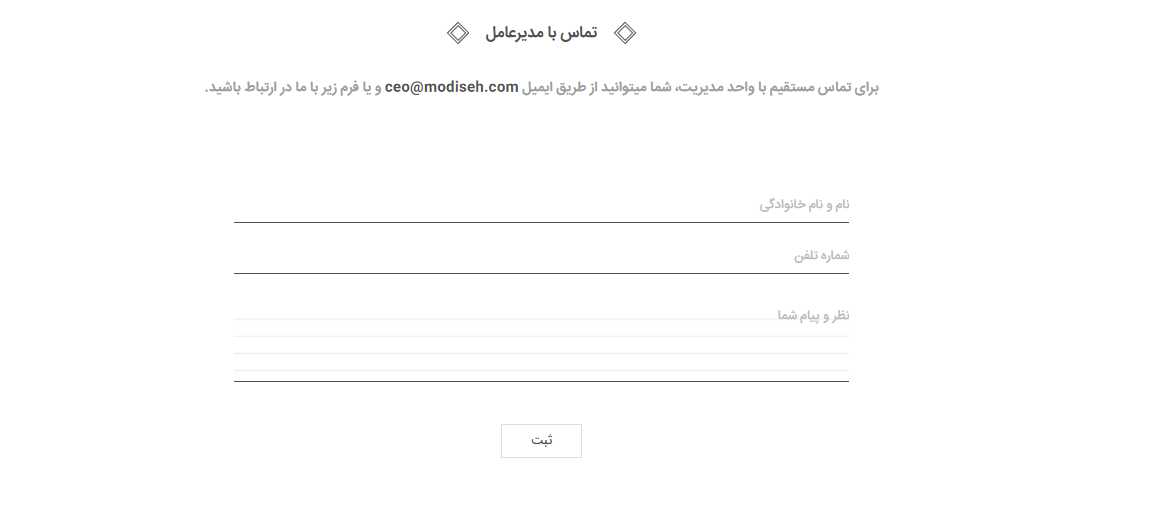 تماس با مدیرعامل
برای تماس مستقیم با واحد مدیریت، شما میتوانید از طریق ایمیل ceo@modiseh.com و یا فرم زیر با ما در ارتباط باشید.
نام و نام خانوادگی
شماره تلفن
نظر و پیام شما
ثبت